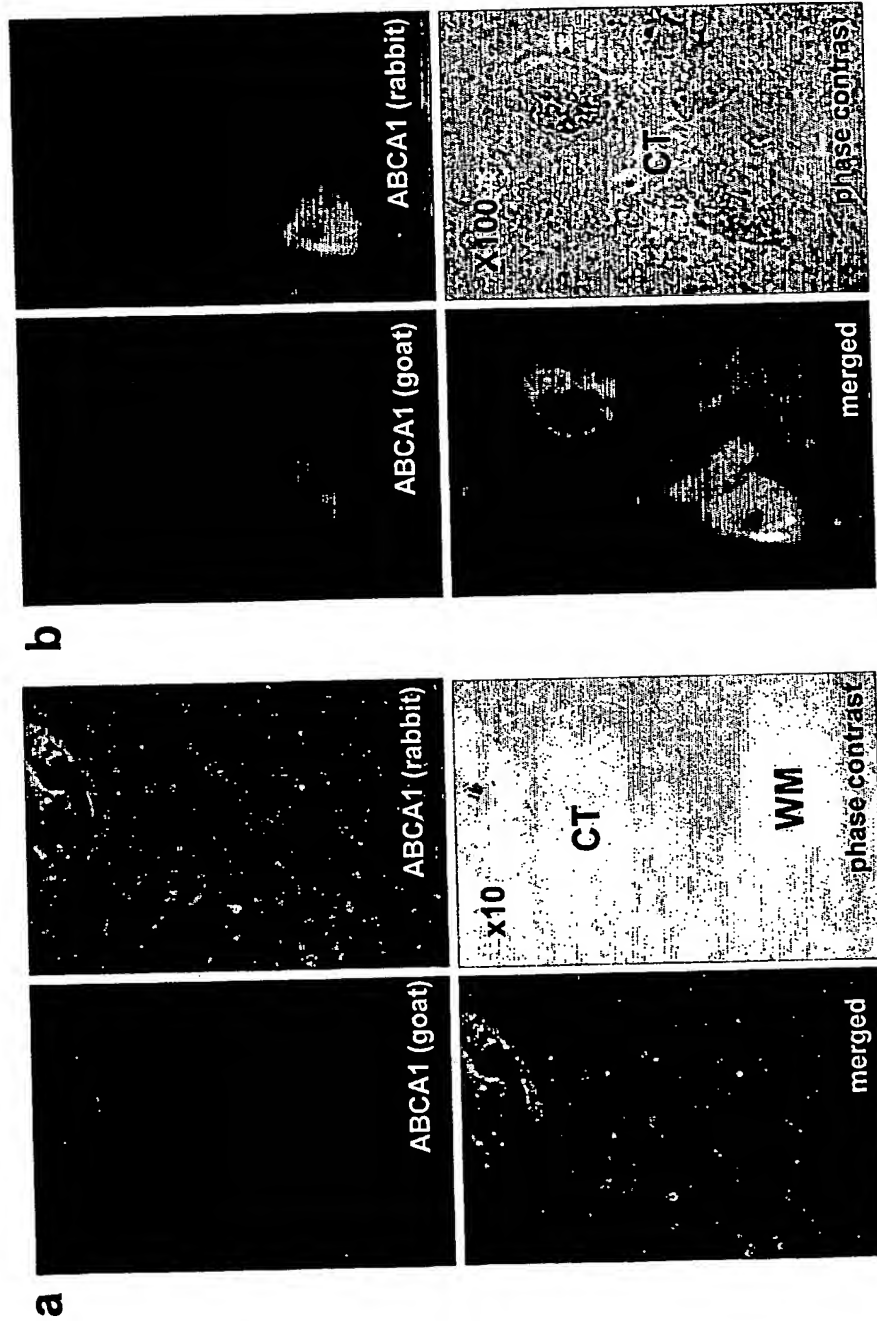 a
ABCA1 (goat)
ABCA1 (rabbit)
merged
x10
CT
WM
phase contrast
b
ABCA1 (goat)
ABCA1 (rabbit)
merged
X100
CT
phase contrast